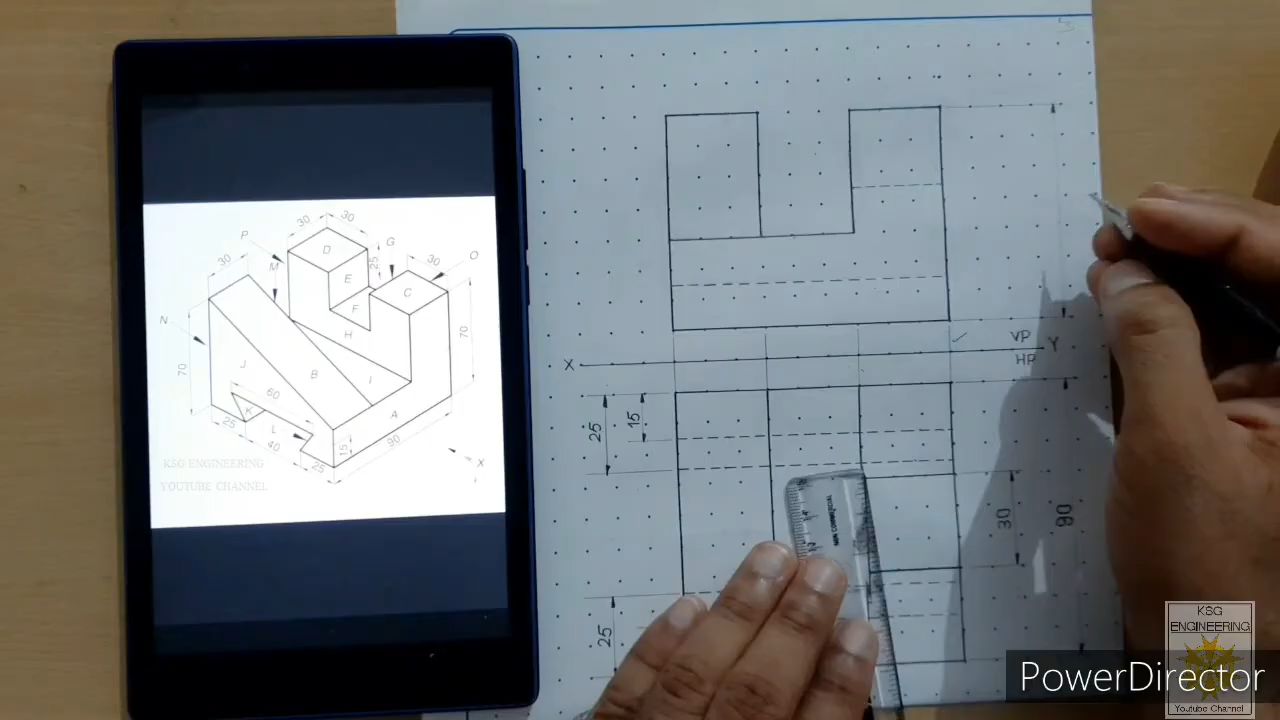 30
30
P
G
O
D
M
30
25
30
E
C
N
F
H
70
J
B
70
60
I
K
A
25
L
40
15
90
25
X
KSG ENGINEERING
YOUTUBE CHANNEL
X
VP
Y
HP
25
15
30
90
25
KSG
ENGINEERING
Youtube Channel
PowerDirector